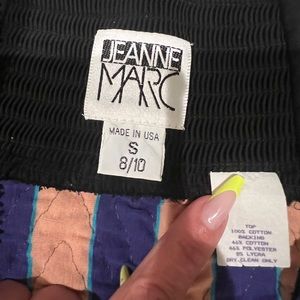 JEANNE
MARC
MADE IN USA
S
8/10
TOP
100% COTTON
BACKING
46% COTTON
46% POLYESTER
8% LYCRA
DRY CLEAN ONLY